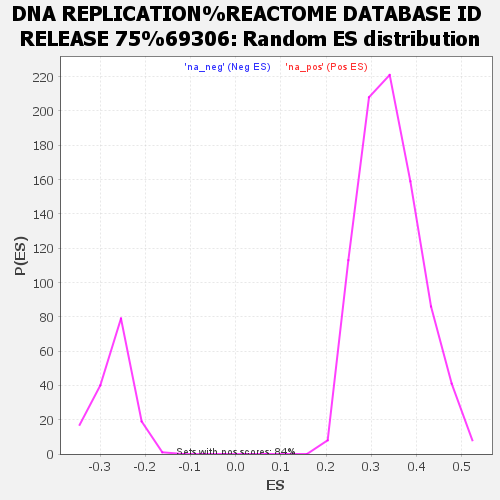 DNA REPLICATION%REACTOME DATABASE ID
RELEASE 75%69306: Random ES distribution
'na_neg' (Neg ES) 'na_pos' (Pos ES)
220
200
180
160
140
120
100
80
60
40
20
0
P(ES)
Sets with pos scores: 84%
-0.3 -0.2 -0.1 0.0 0.1 0.2 0.3 0.4 0.5
ES